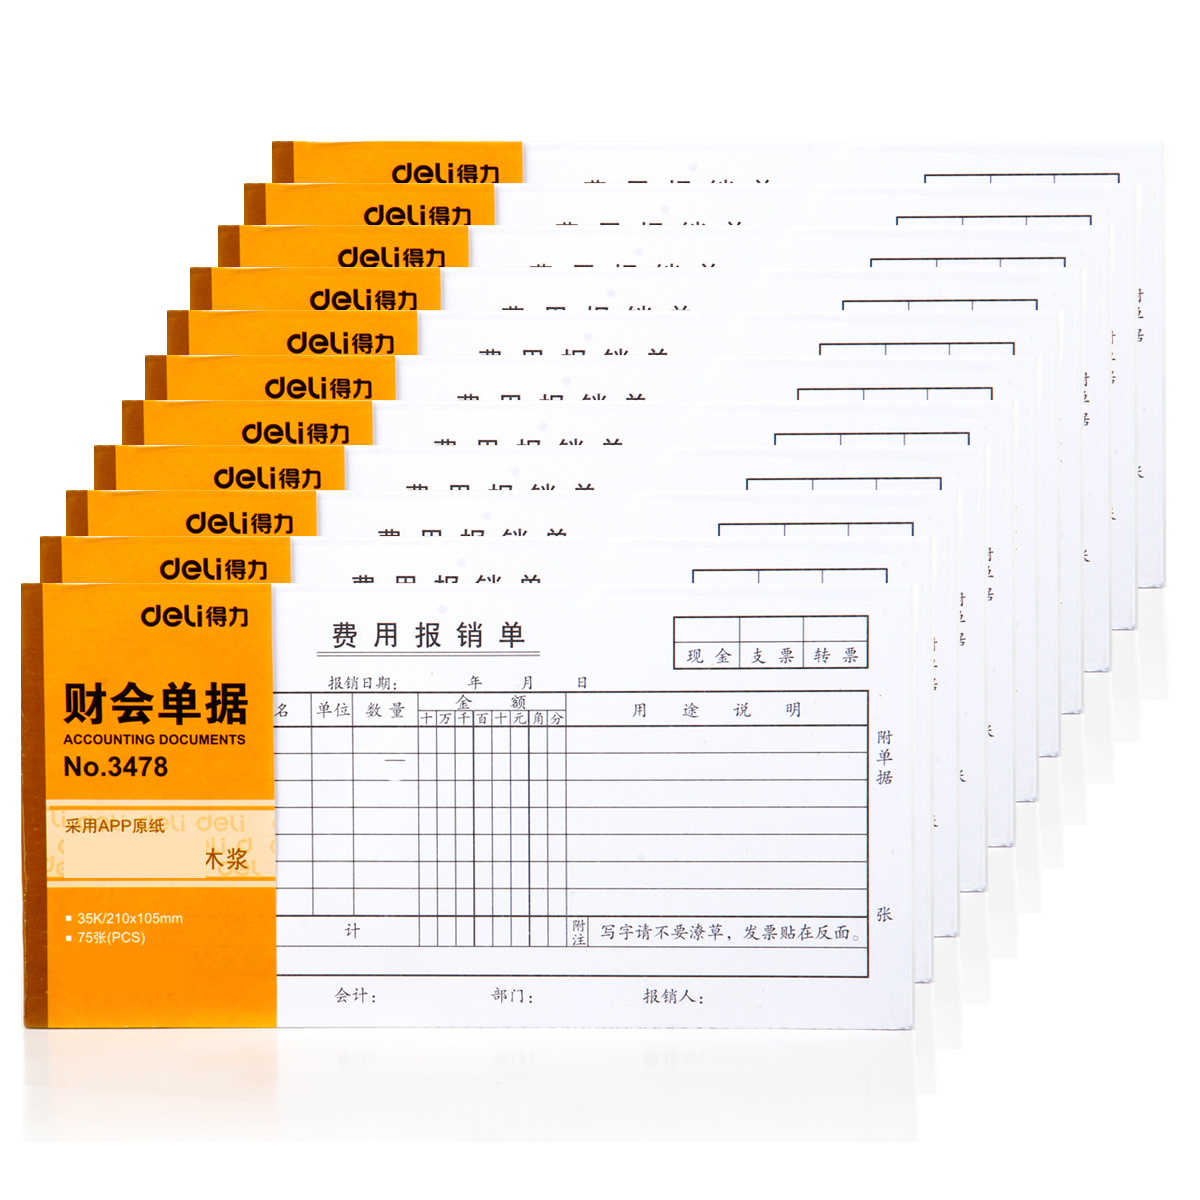 deli得力
deli得力
deli得力
deli得力
deli得力
deli得力
deli得力
deli得力
deli得力
deli得力
deli得力
财会单据
ACCOUNTING DOCUMENTS
No.3478
采用APP原纸
木浆
35K/210x105mm
75张(PCS)
费用报销单
现金 支票 转票
报销日期： 年 月 日
名 单位 数量 金额 用途说明
十 万 千 百 十 元 角 分
附单据
张
计 附注 写字请不要潦草，发票贴在反面。
会计： 部门： 报销人：